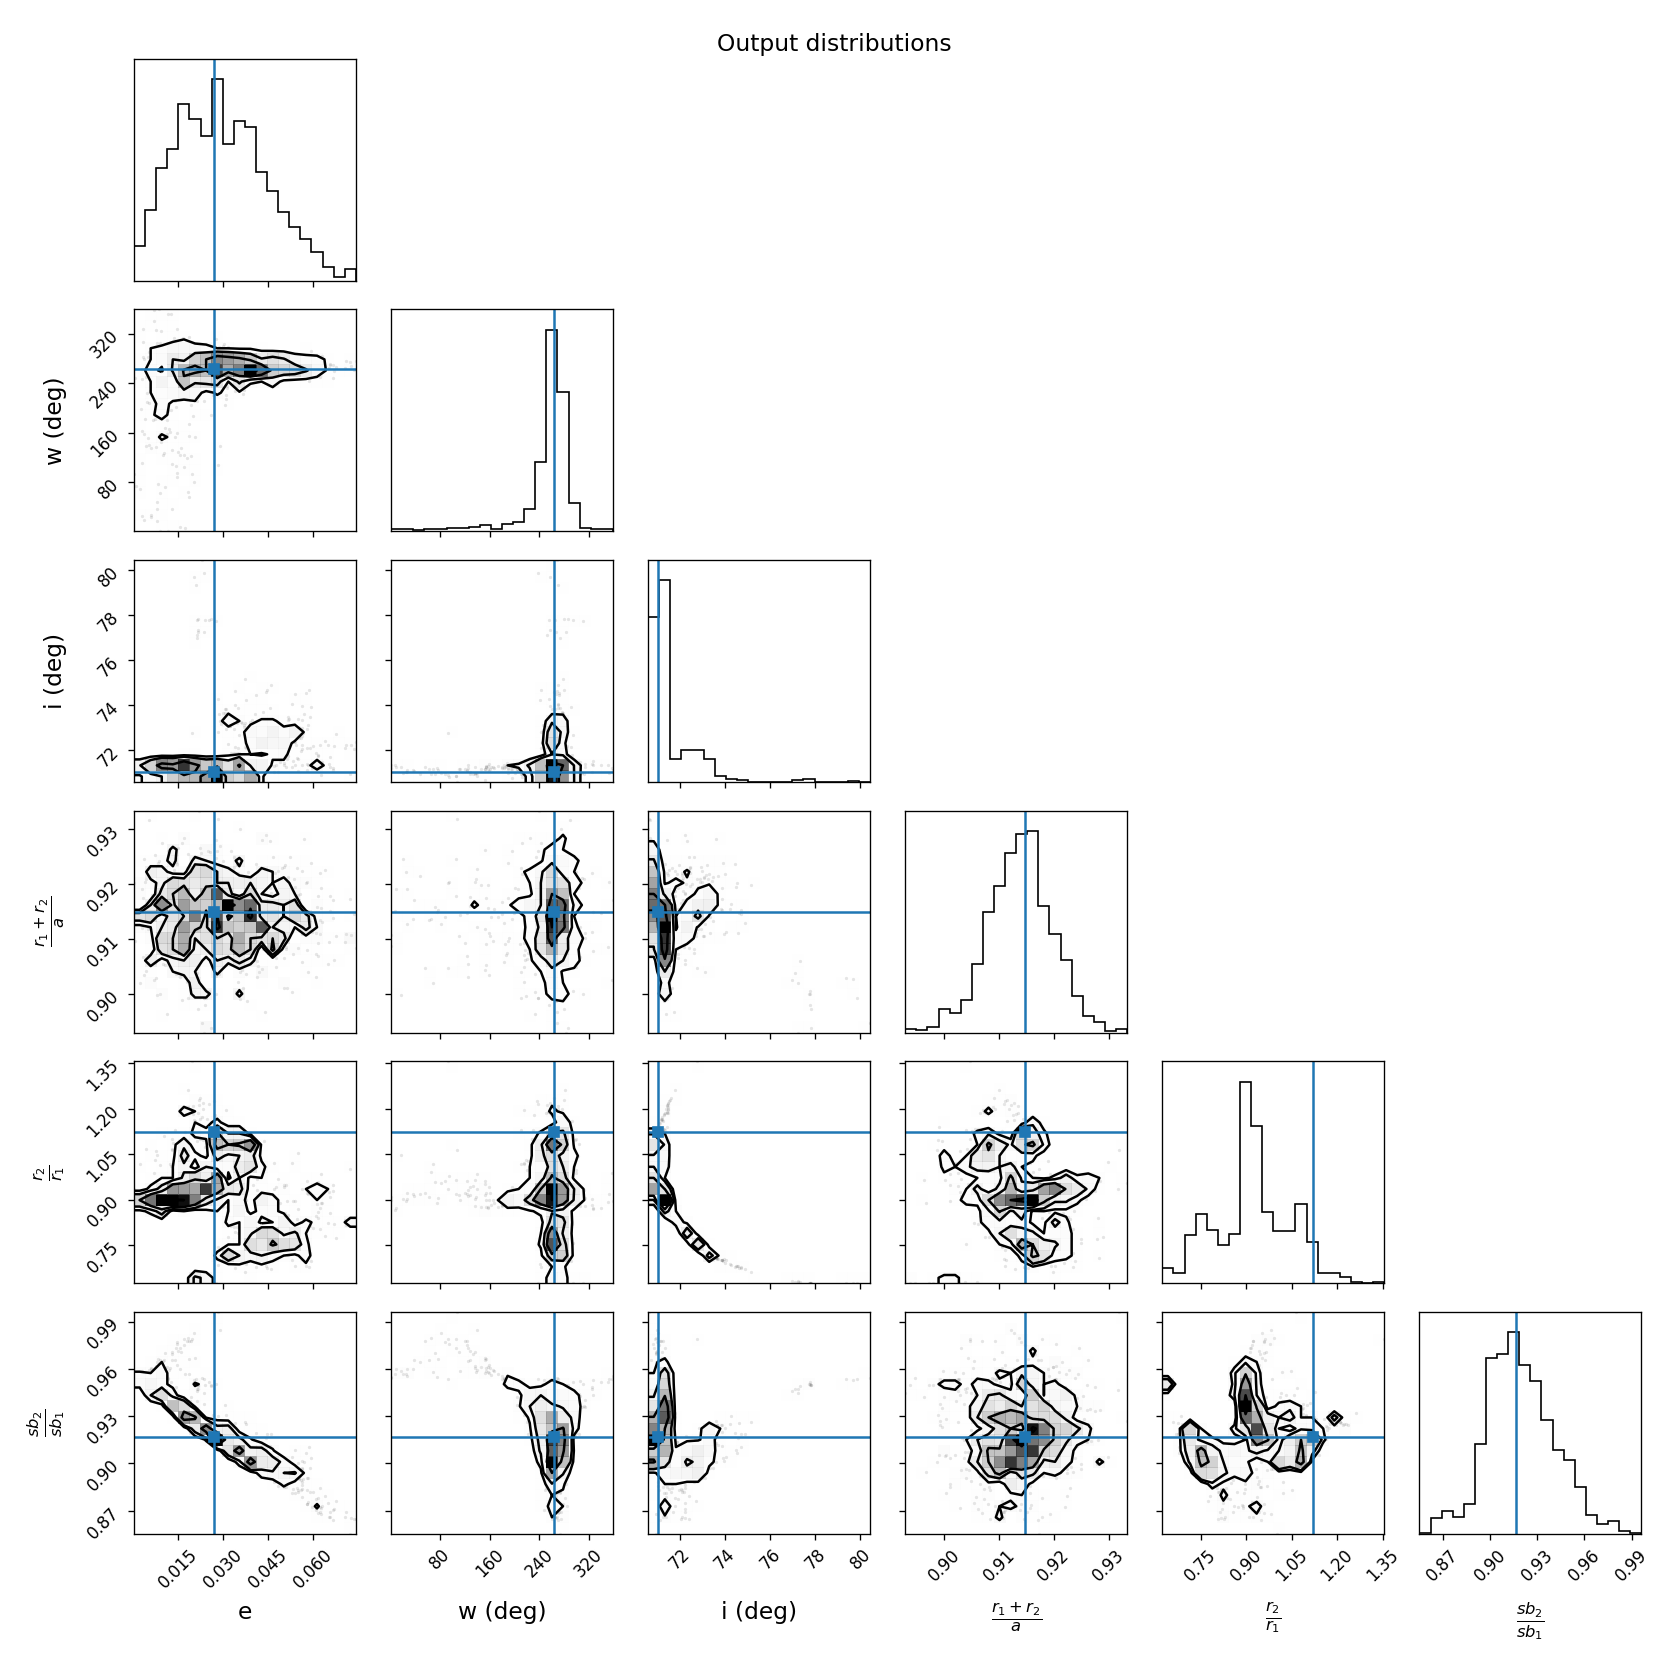 Output distributions
w (deg)
320
240
160
80
i (deg)
80
78
76
74
72
r₁ + r₂
a
0.93
0.92
0.91
0.90
r₂
r₁
1.35
1.20
1.05
0.90
0.75
sb₂
sb₁
0.99
0.96
0.93
0.90
0.87
0.015 0.030 0.045 0.060 80 160 240 320 72 74 76 78 80 0.90 0.91 0.92 0.93 0.75 0.90 1.05 1.20 1.35 0.87 0.90 0.93 0.96 0.99
e w (deg) i (deg)
r₁ + r₂
a
r₂
r₁
sb₂
sb₁